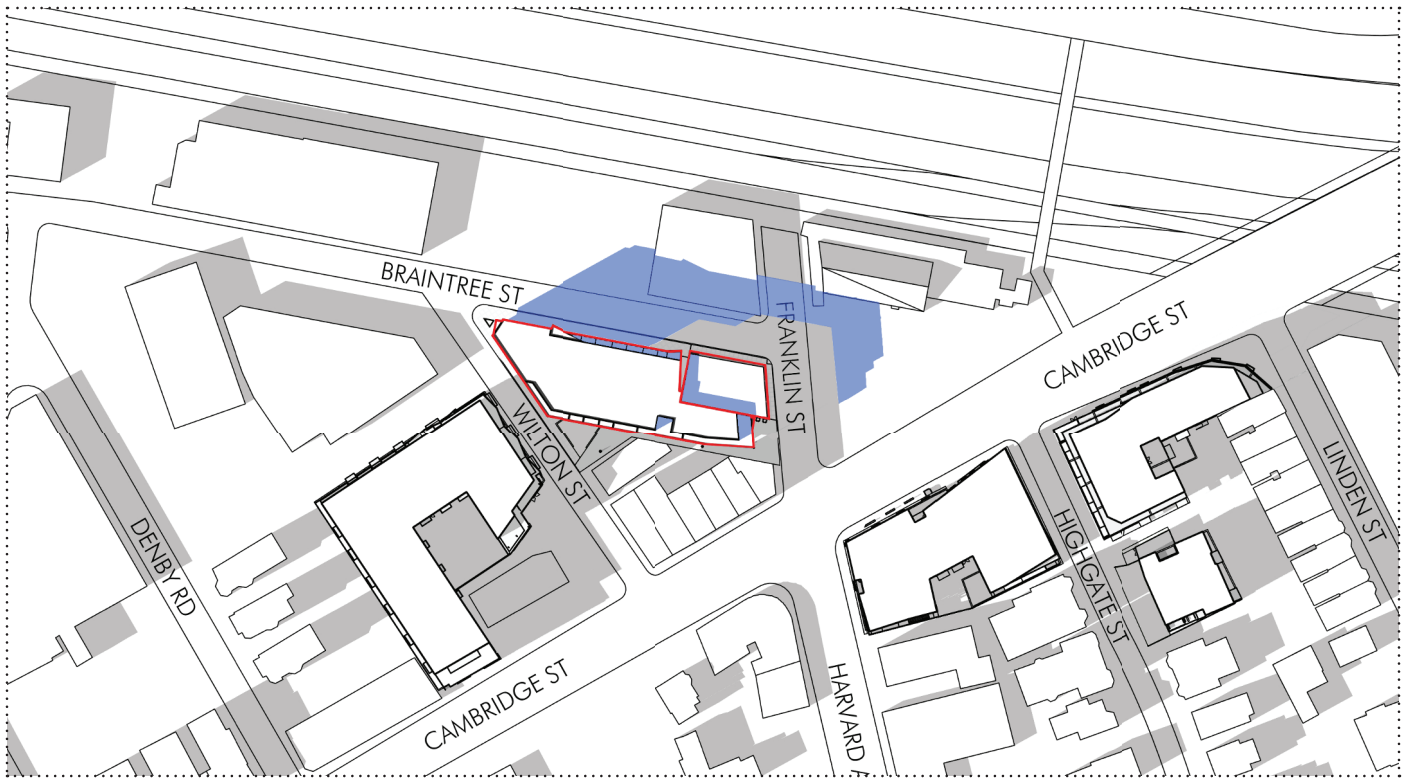 BRAINTREE ST
FRANKLIN ST
CAMBRIDGE ST
WILTON ST
LINDEN ST
DENBY RD
HIGHGATE ST
CAMBRIDGE ST
HARVARD A